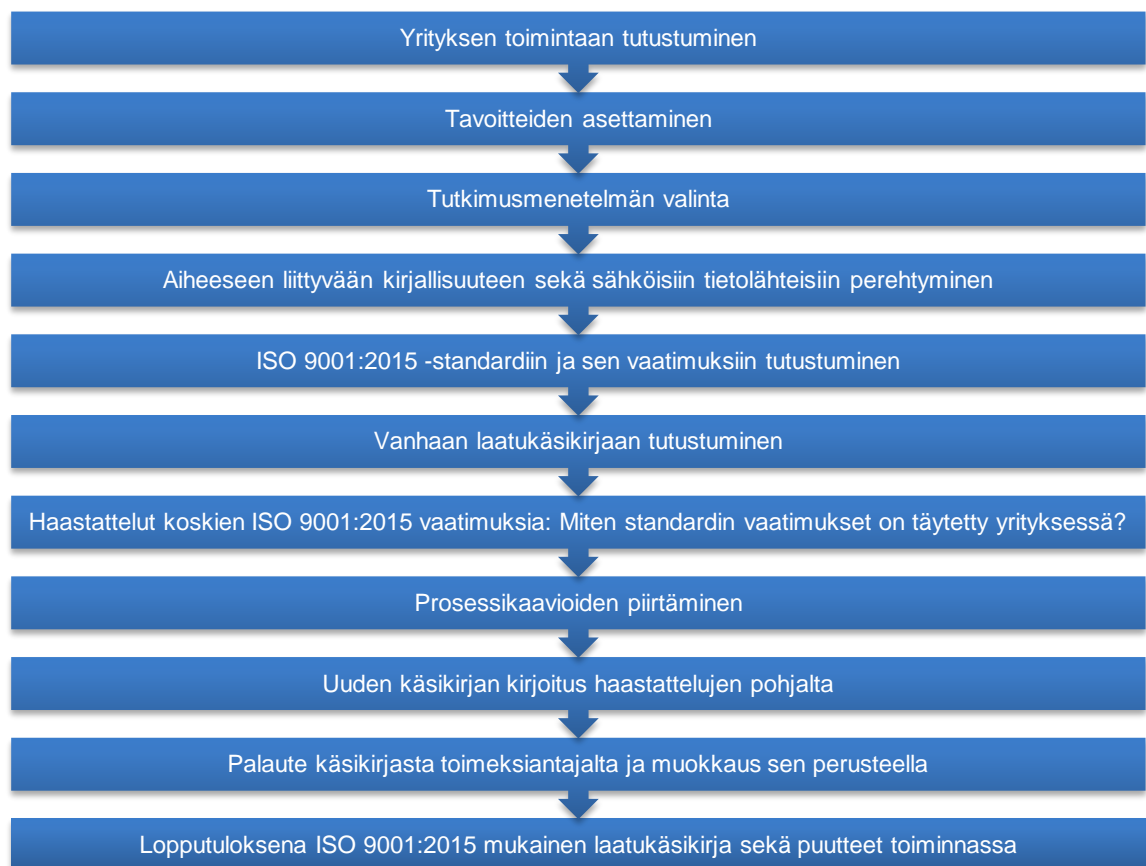 Yrityksen toimintaan tutustuminen
Tavoitteiden asettaminen
Tutkimusmenetelmän valinta
Aiheeseen liittyvään kirjallisuuteen sekä sähköisiin tietolähteisiin perehtyminen
ISO 9001:2015 -standardiin ja sen vaatimuksiin tutustuminen
Vanhaan laatukäsikirjaan tutustuminen
Haastattelut koskien ISO 9001:2015 vaatimuksia: Miten standardin vaatimukset on täytetty yrityksessä?
Prosessikaavioiden piirtäminen
Uuden käsikirjan kirjoitus haastattelujen pohjalta
Palaute käsikirjasta toimeksiantajalta ja muokkaus sen perusteella
Lopputuloksena ISO 9001:2015 mukainen laatukäsikirja sekä puutteet toiminnassa